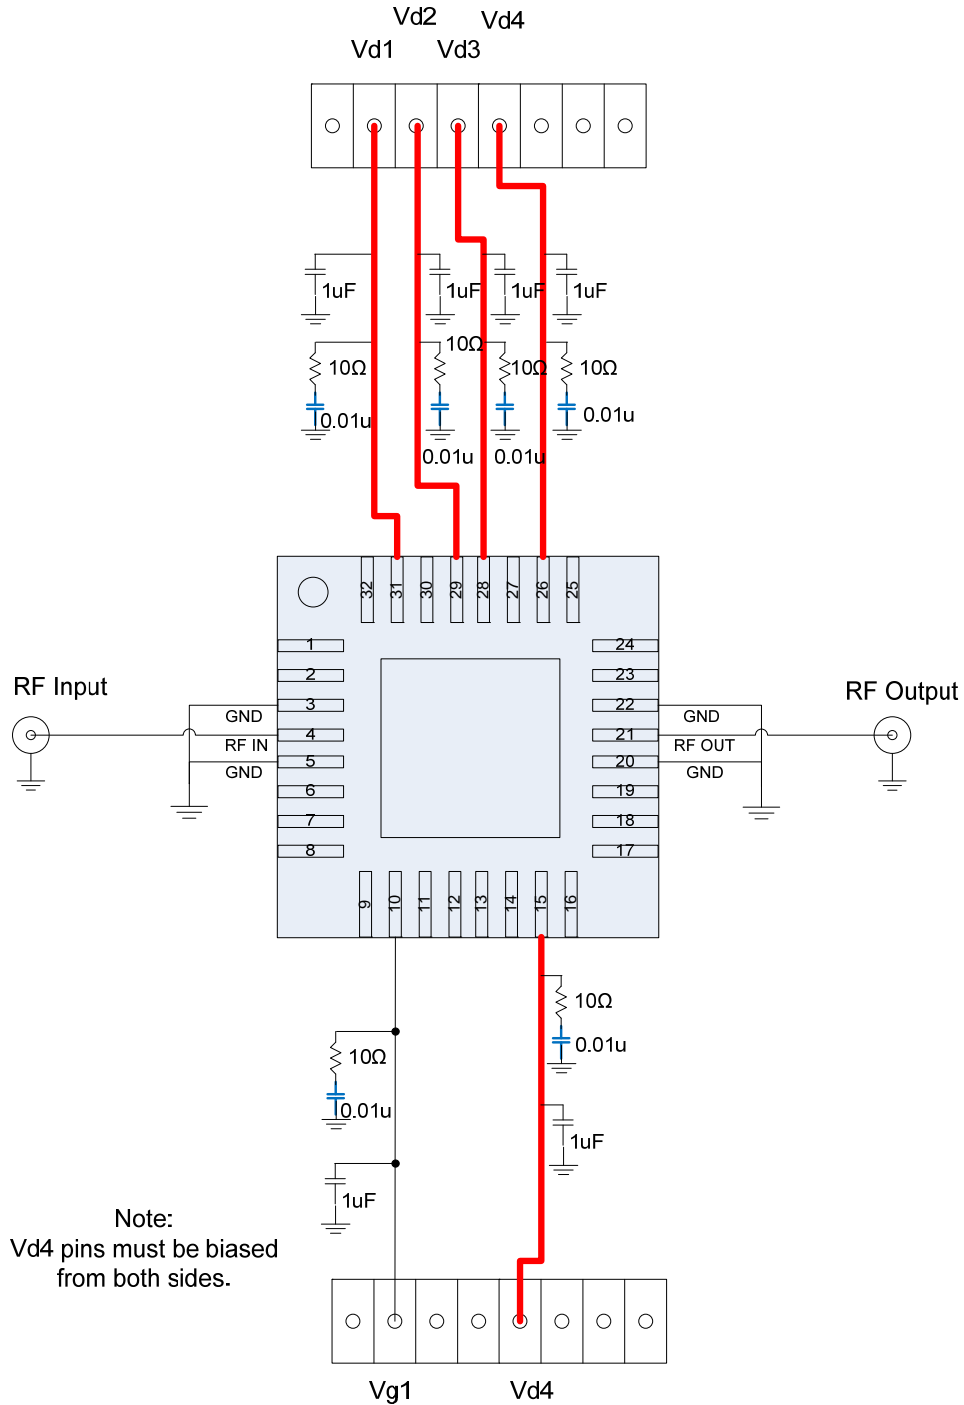 Vd2
Vd4
Vd1
Vd3
1uF
1uF
1uF
1uF
10Ω
10Ω
10Ω
10Ω
0.01u
0.01u
0.01u
0.01u
32
31
30
29
28
27
26
25
1
2
3
4
5
6
7
8
24
23
22
21
20
19
18
17
RF Input
GND
RF IN
GND
RF Output
GND
RF OUT
GND
9
10
11
12
13
14
15
16
10Ω
0.01u
10Ω
0.01u
1uF
1uF
Note:
Vd4 pins must be biased
from both sides.
Vg1
Vd4